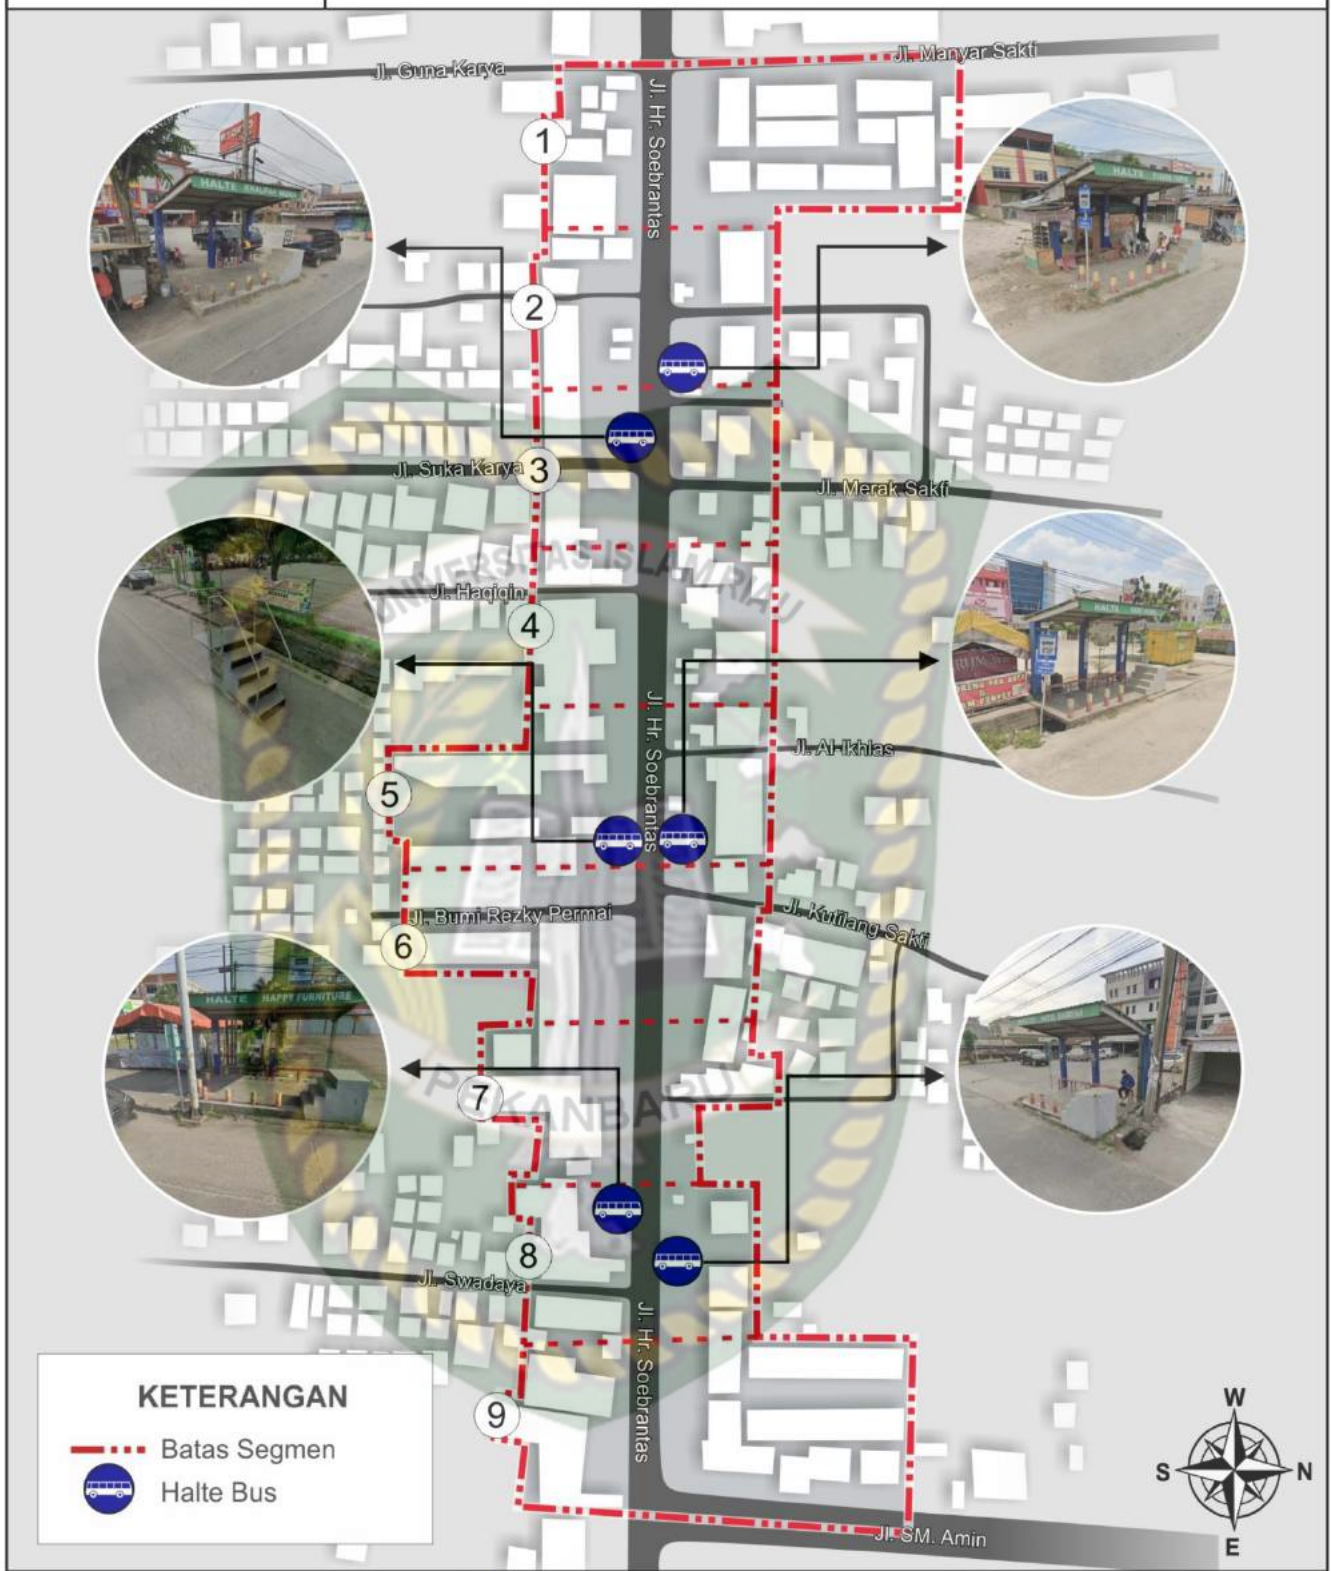 Jl. Guna Karya
Jl. Manyar Sakti
Jl. Hr. Soebrantas
1
HALTE
HALTE
2
Jl. Suka Karya
3
Jl. Merak Sakti
UNIVERSITAS ISLAM RIAU
Jl. Haqiqin
4
HALTE
Jl. Hr. Soebrantas
Jl. Al-Ikhlas
5
Jl. Bumi Rezky Permai
Jl. Kutilang Sakti
6
HALTE HAPPY FURNITURE
PEKANBARU
7
8
Jl. Swadaya
Jl. Hr. Soebrantas
9
KETERANGAN
Batas Segmen
Halte Bus
W
S
N
E
Jl. SM. Amin